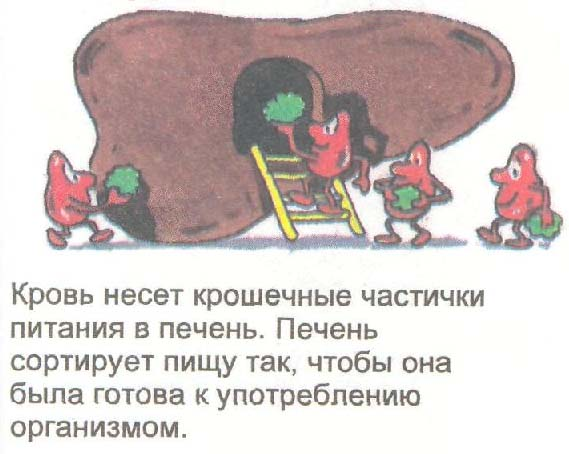 Кровь несет крошечные частички
питания в печень. Печень
сортирует пищу так, чтобы она
была готова к употреблению
организмом.